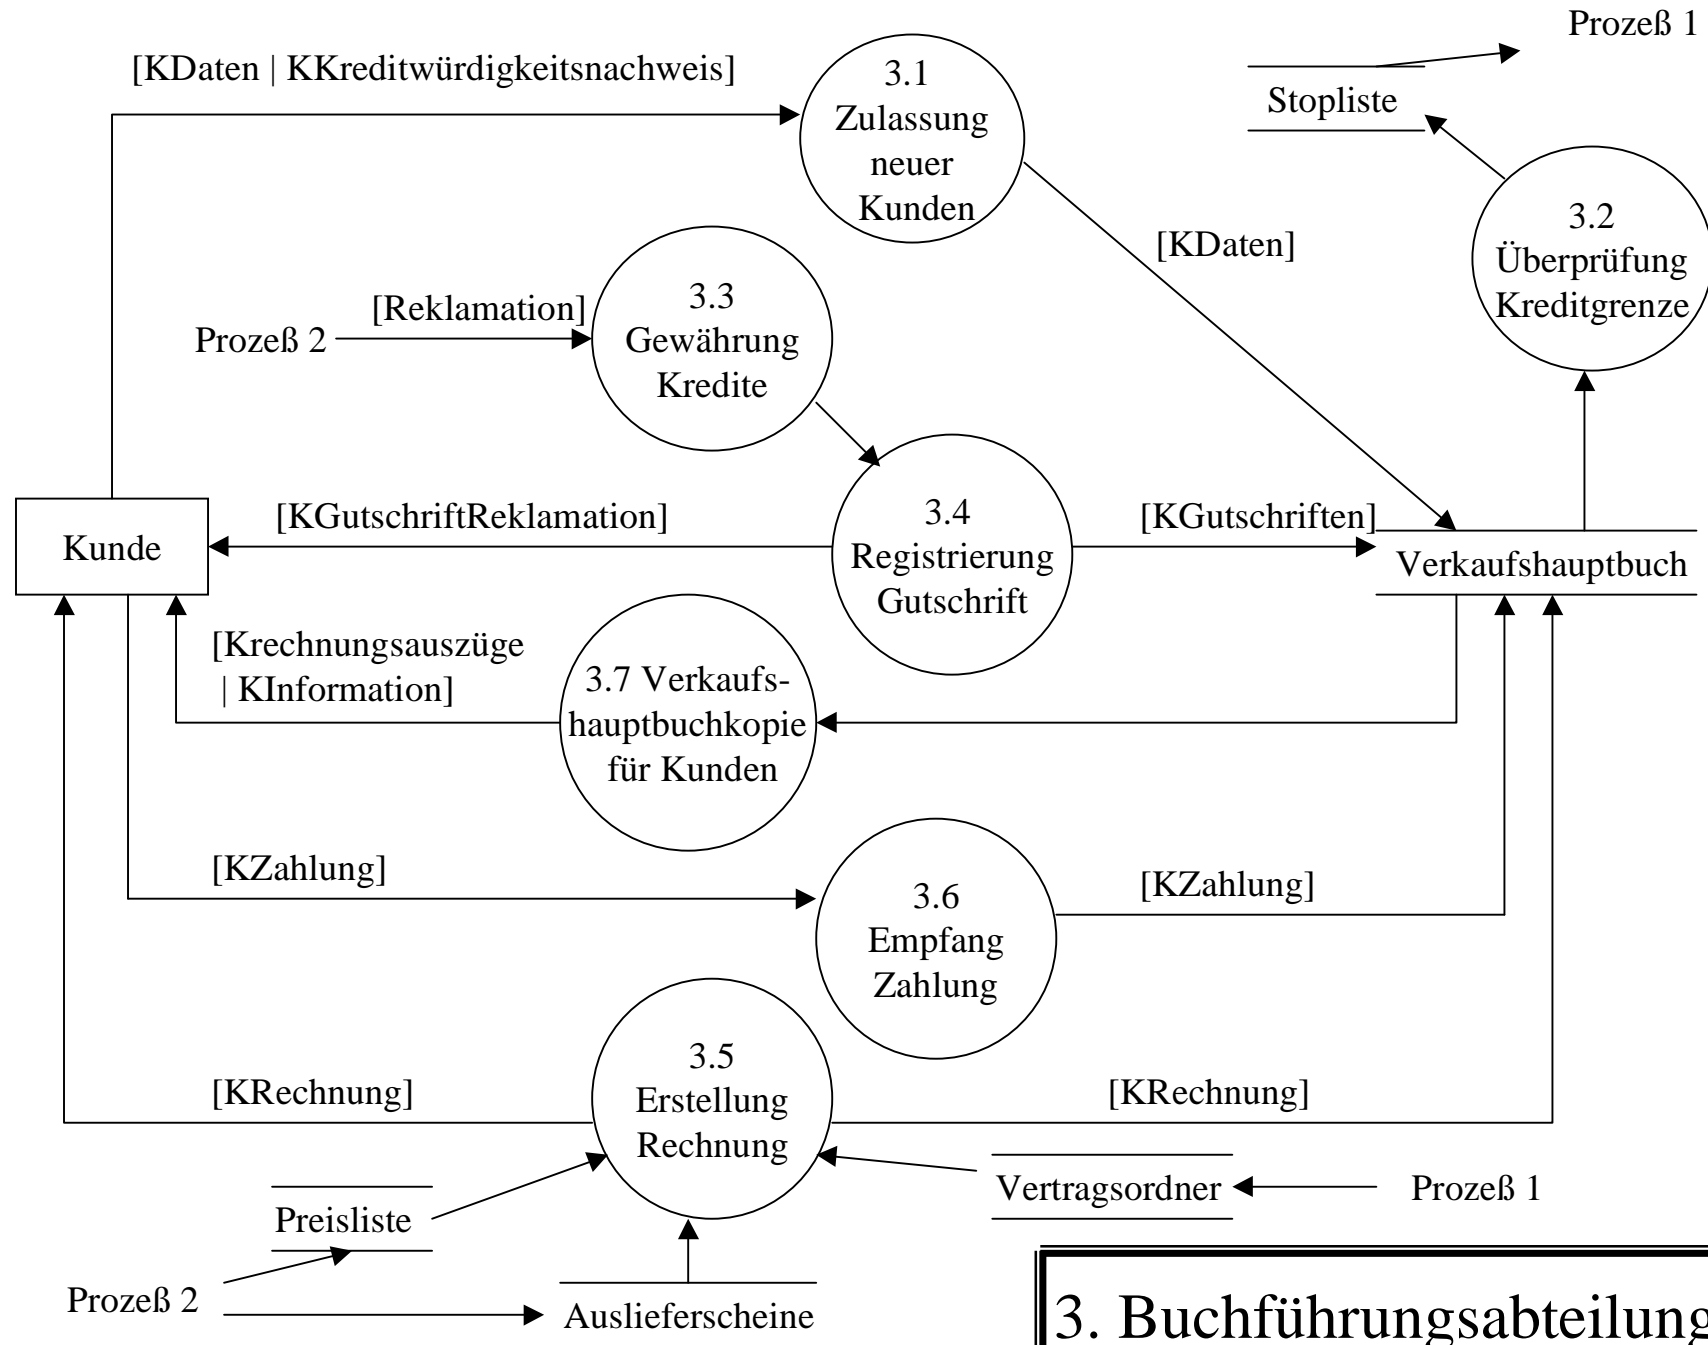 Prozeß 1
[KDaten | KKreditwürdigkeitsnachweis]
3.1
Zulassung
neuer
Kunden
Stopliste
[KDaten]
3.2
Überprüfung
Kreditgrenze
Prozeß 2
[Reklamation]
3.3
Gewährung
Kredite
Kunde
[KGutschriftReklamation]
3.4
Registrierung
Gutschrift
[KGutschriften]
Verkaufshauptbuch
[Krechnungsauszüge
| KInformation]
3.7 Verkaufs-
hauptbuchkopie
für Kunden
[KZahlung]
3.6
Empfang
Zahlung
[KZahlung]
[KRechnung]
3.5
Erstellung
Rechnung
[KRechnung]
Preisliste
Vertragsordner
Prozeß 1
Prozeß 2
Auslieferscheine
3. Buchführungsabteilung